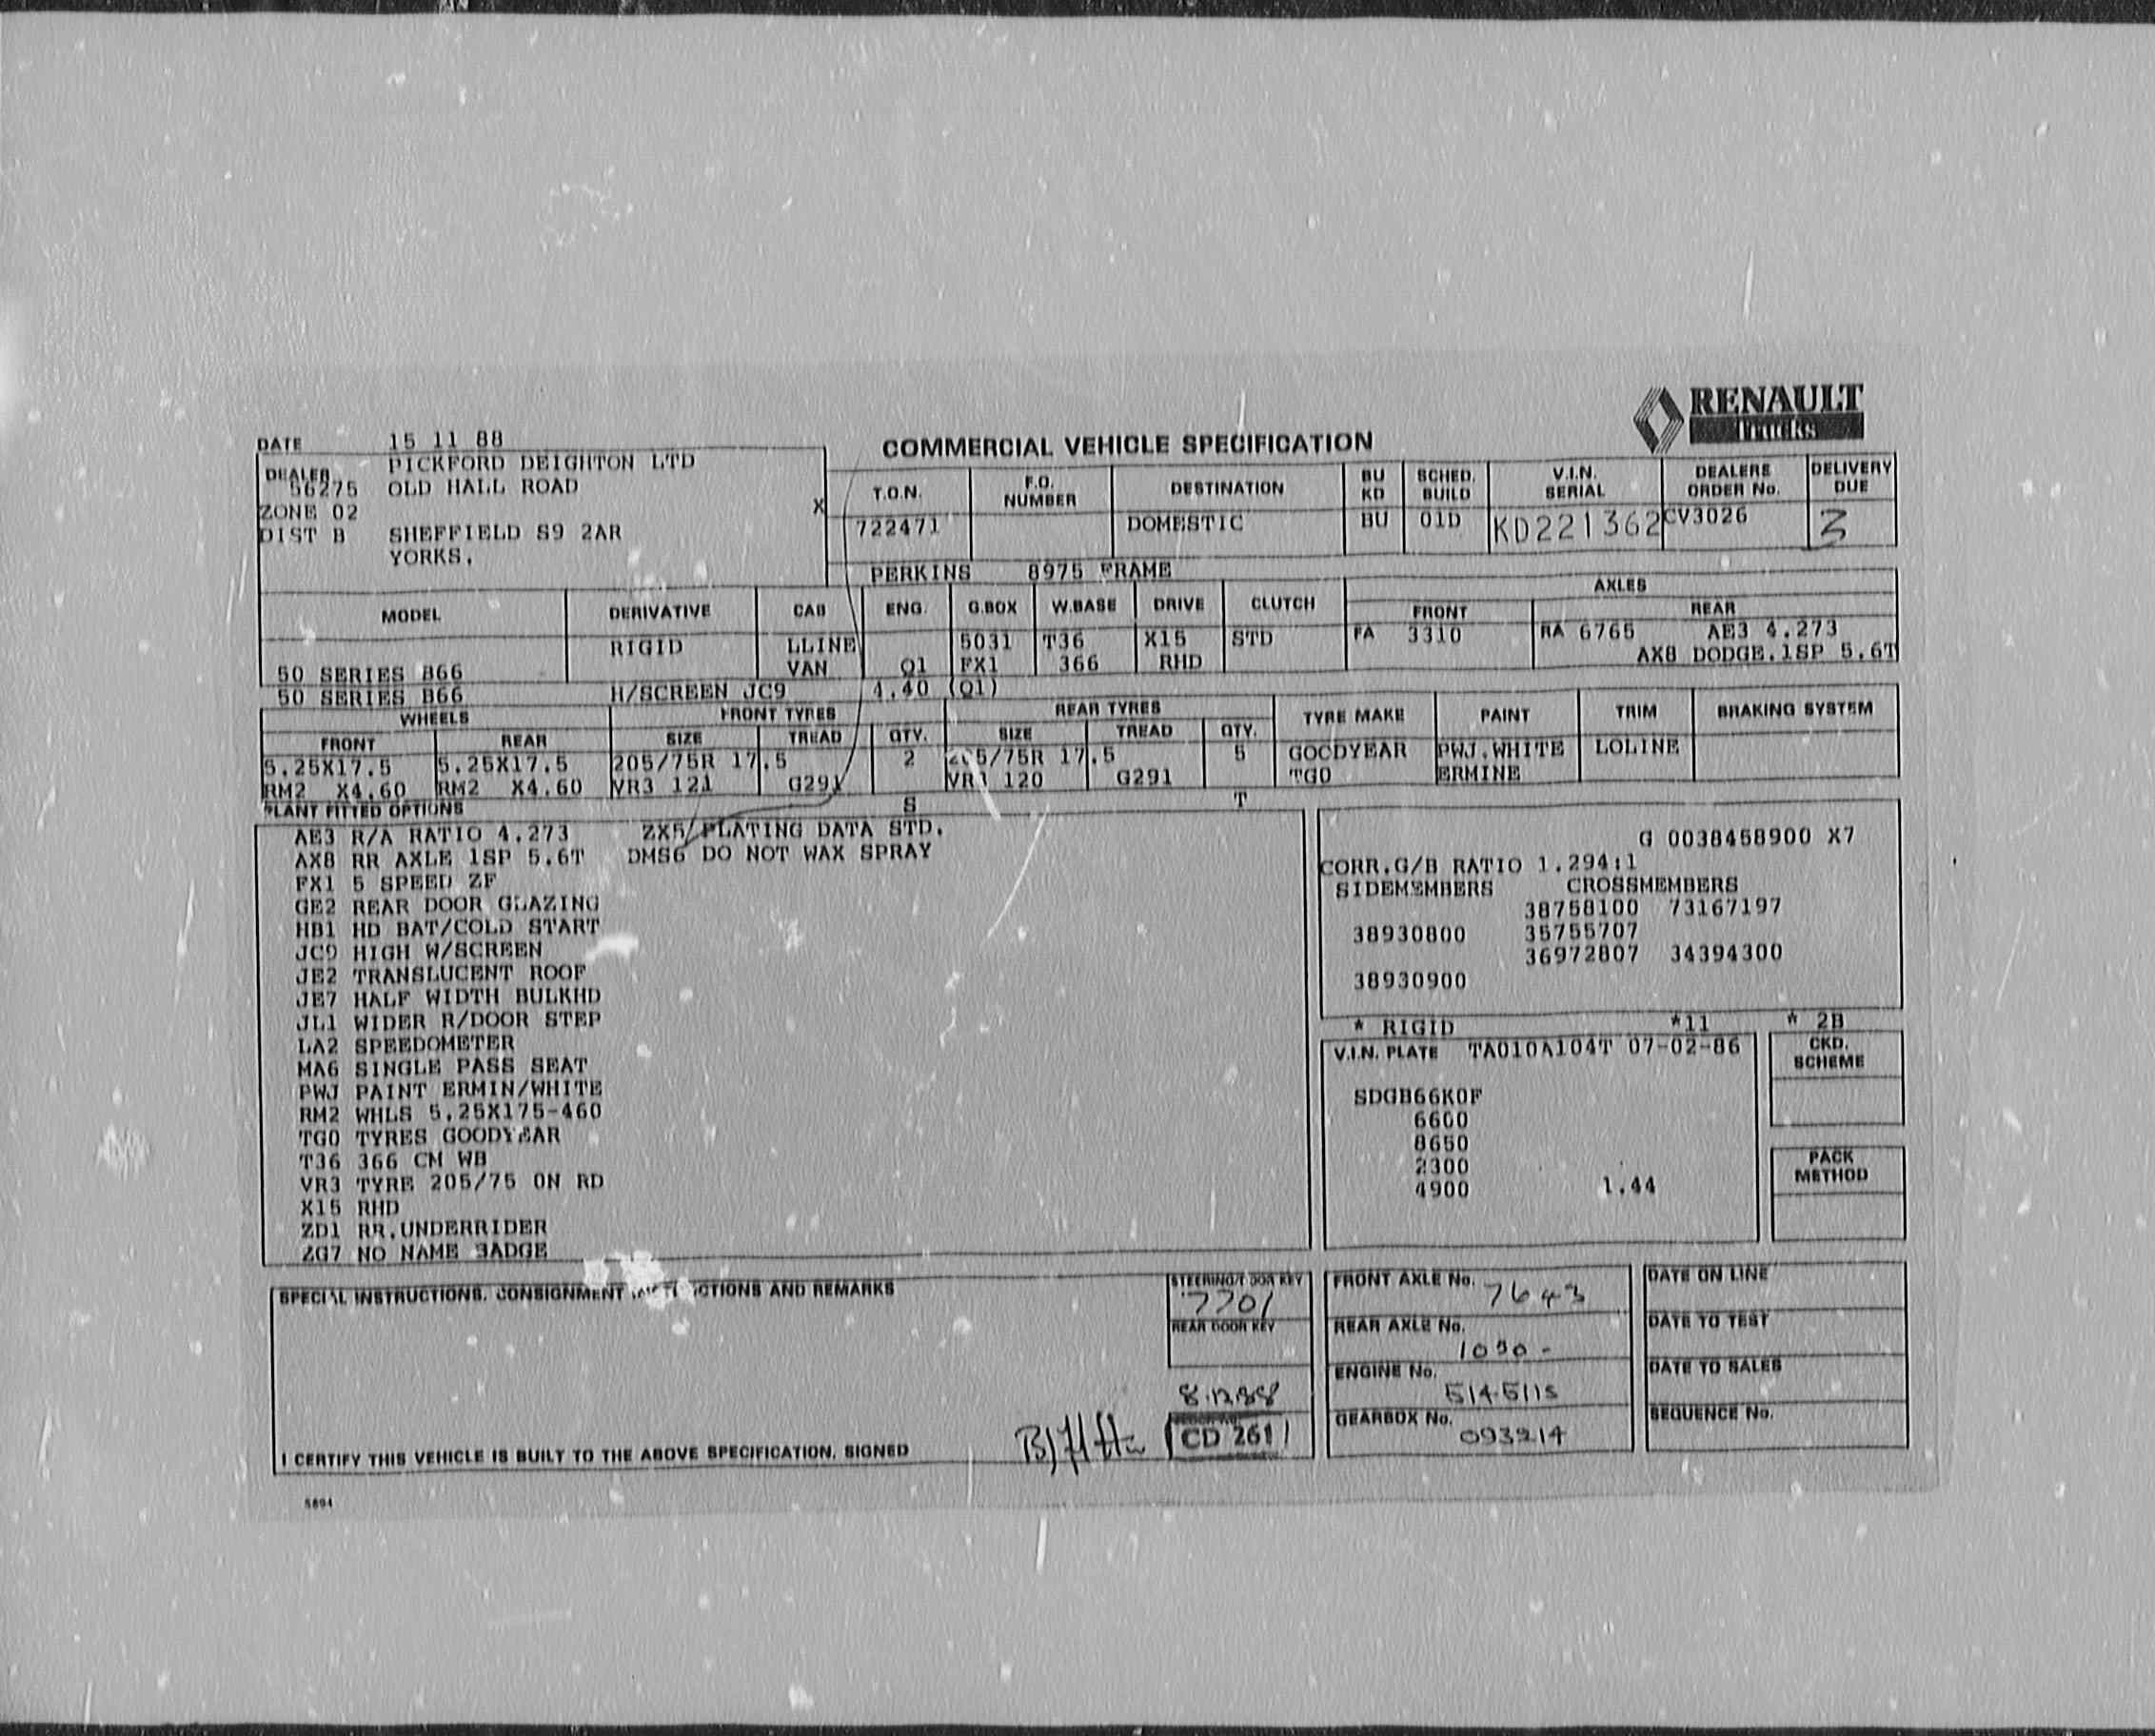 RENAULT
Trucks
DATE 15 11 88
COMMERCIAL VEHICLE SPECIFICATION
DEALER PICKFORD DEIGHTON LTD
56275 OLD HALL ROAD
ZONE 02 X
DIST B SHEFFIELD S9 2AR
YORKS.
T.O.N. F.O. NUMBER DESTINATION BU KD SCHED. BUILD V.I.N. SERIAL DEALERS ORDER No. DELIVERY DUE
722471 DOMESTIC BU 01D KD221362 CV3026 3
PERKINS 8975 FRAME
MODEL DERIVATIVE CAB ENG. G.BOX W.BASE DRIVE CLUTCH AXLES FRONT REAR
RIGID LLINE 5031 T36 X15 STD FA 3310 RA 6765 AE3 4.273
50 SERIES B66 VAN Q1 FX1 366 RHD AX8 DODGE.1SP 5.6T
50 SERIES B66 H/SCREEN JC9 4.40 (Q1)
WHEELS FRONT TYRES REAR TYRES TYRE MAKE PAINT TRIM BRAKING SYSTEM
FRONT REAR SIZE TREAD QTY. SIZE TREAD QTY.
5.25X17.5 5.25X17.5 205/75R 17.5 2 205/75R 17.5 5 GOODYEAR PWJ.WHITE LOLINE
RM2 X4.60 RM2 X4.60 VR3 121 G291 VR3 120 G291 TG0 ERMINE
PLANT FITTED OPTIONS S T
AE3 R/A RATIO 4.273 ZX5 PLATING DATA STD.
AX8 RR AXLE 1SP 5.6T DMS6 DO NOT WAX SPRAY
FX1 5 SPEED ZF
GE2 REAR DOOR GLAZING
HB1 HD BAT/COLD START
JC9 HIGH W/SCREEN
JE2 TRANSLUCENT ROOF
JE7 HALF WIDTH BULKHD
JL1 WIDER R/DOOR STEP
LA2 SPEEDOMETER
MA6 SINGLE PASS SEAT
PWJ PAINT ERMIN/WHITE
RM2 WHLS 5.25X175-460
TG0 TYRES GOODYEAR
T36 366 CM WB
VR3 TYRE 205/75 ON RD
X15 RHD
ZD1 RR.UNDERRIDER
ZG7 NO NAME BADGE
G 0038458900 X7
CORR.G/B RATIO 1.294:1
SIDEMEMBERS CROSSMEMBERS
38758100 73167197
38930800 35755707
36972807 34394300
38930900
* RIGID *11 * 2B
V.I.N. PLATE TA010A104T 07-02-86
CKD. SCHEME
SDGB66K0F
6600
8650
2300
4900 1.44
PACK METHOD
SPECIAL INSTRUCTIONS, CONSIGNMENT INSTRUCTIONS AND REMARKS
STEERING/F DOR KEY
7701
REAR DOOR KEY
8.12.88
CD 261
I CERTIFY THIS VEHICLE IS BUILT TO THE ABOVE SPECIFICATION. SIGNED
FRONT AXLE No. 7643
REAR AXLE No.
ENGINE No.
GEARBOX No. 093214
DATE ON LINE
DATE TO TEST
DATE TO SALES
SEQUENCE No.
5894